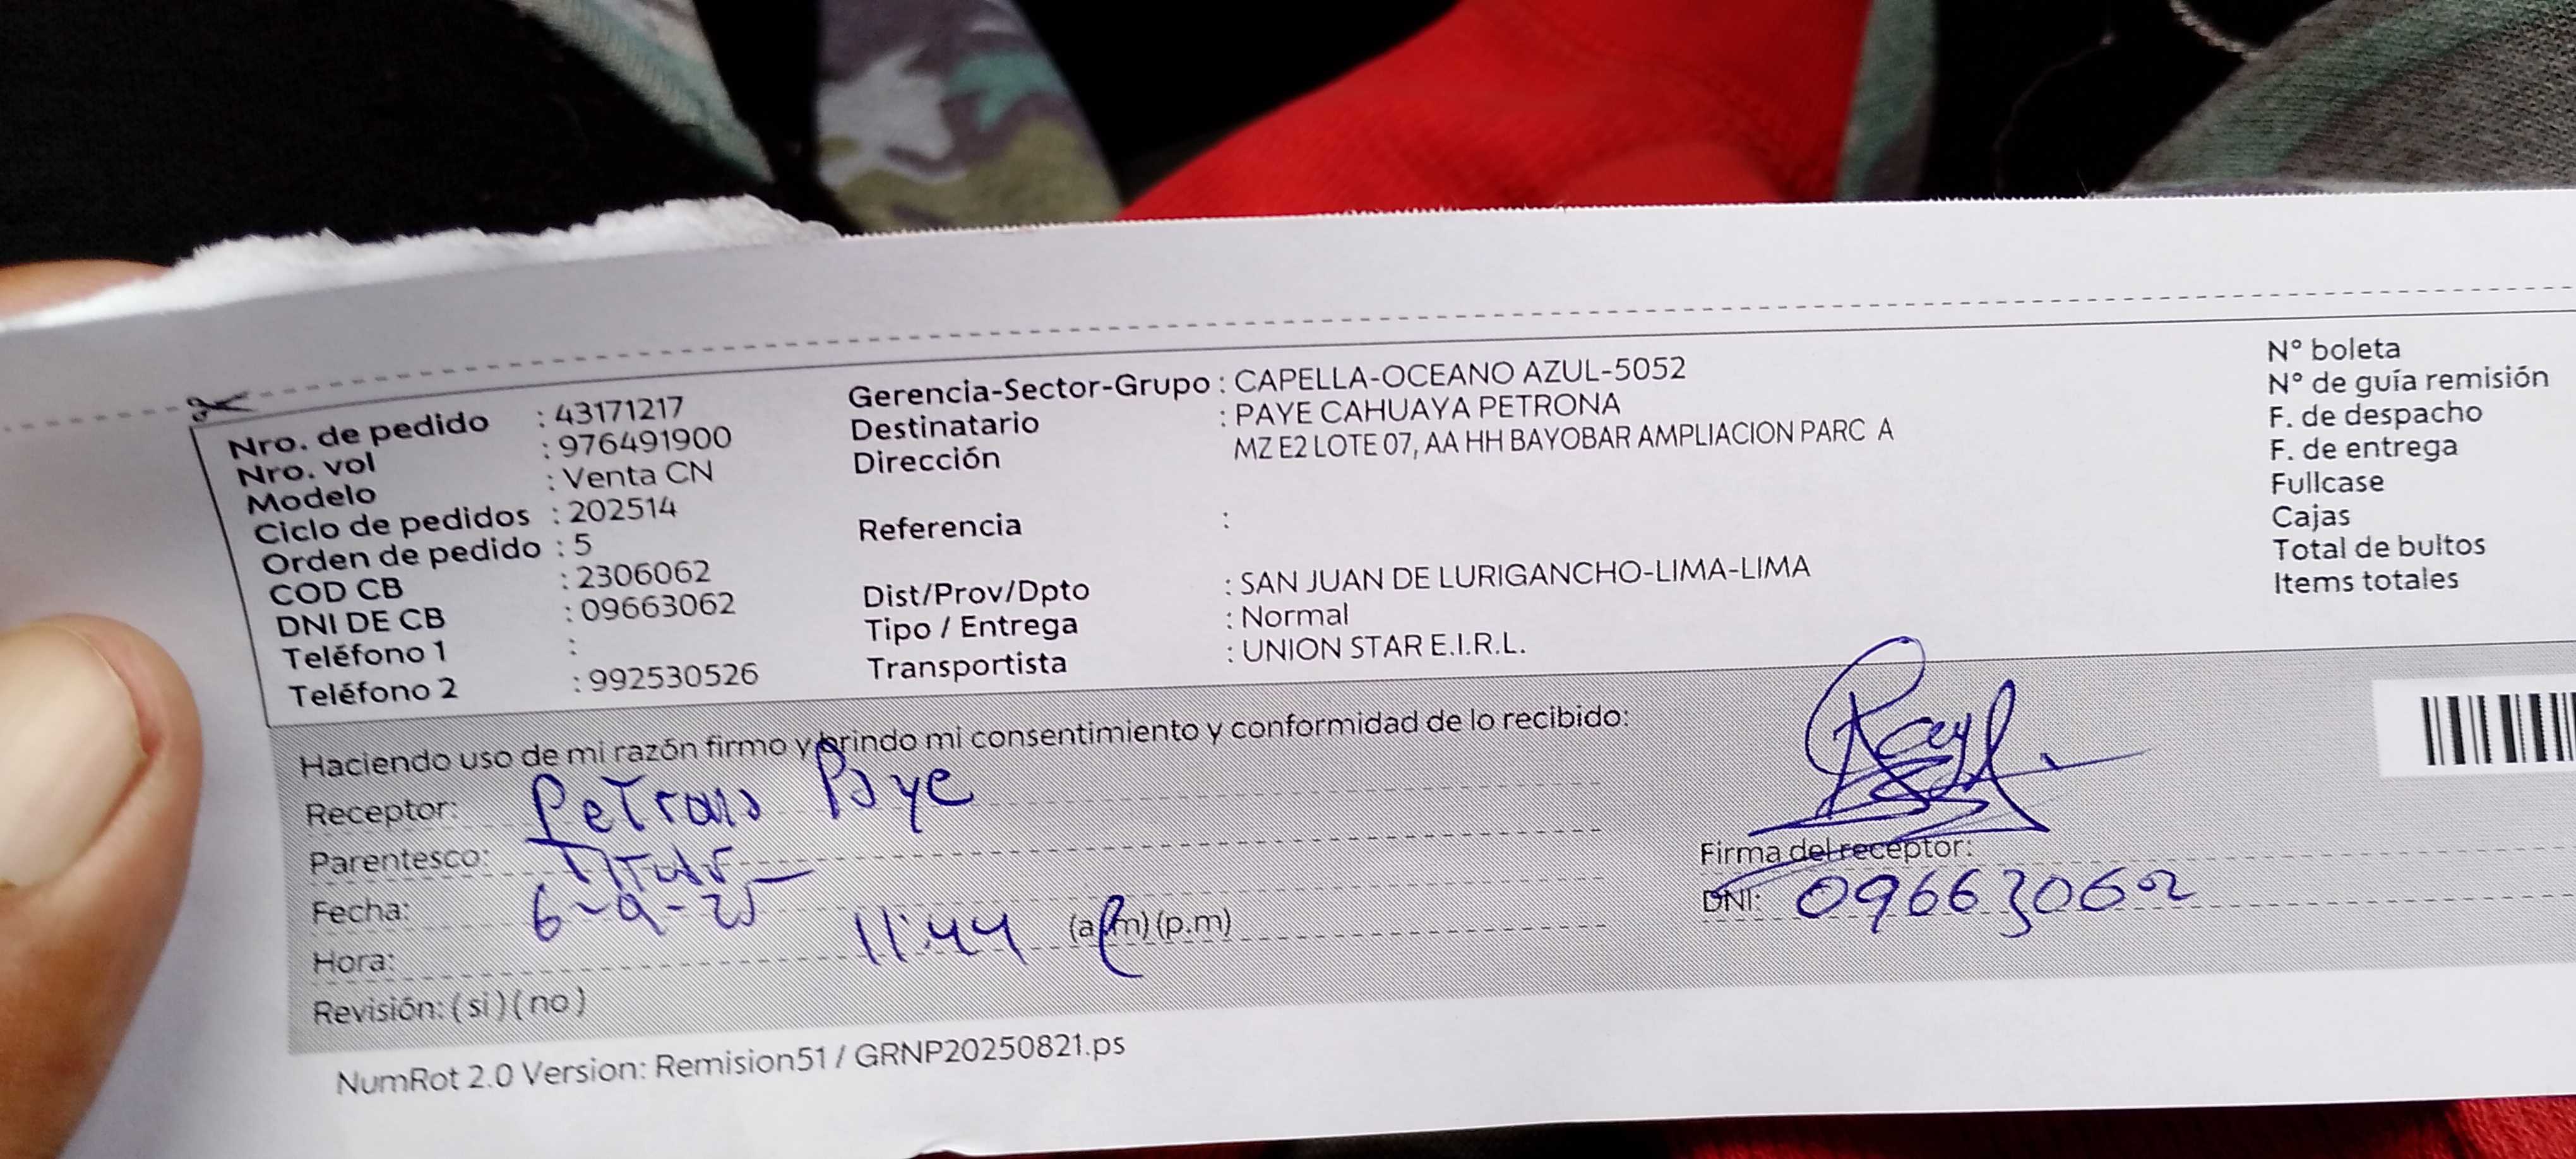 Nro. de pedido : 43171217
Nro. vol : 976491900
Modelo : Venta CN
Ciclo de pedidos : 202514
Orden de pedido : 5
COD CB : 2306062
DNI DE CB : 09663062
Teléfono 1 :
Teléfono 2 : 992530526
Gerencia-Sector-Grupo : CAPELLA-OCEANO AZUL-5052
Destinatario : PAYE CAHUAYA PETRONA
Dirección MZ E2 LOTE 07, AA HH BAYOBAR AMPLIACION PARC A
Referencia :
Dist/Prov/Dpto : SAN JUAN DE LURIGANCHO-LIMA-LIMA
Tipo / Entrega : Normal
Transportista : UNION STAR E.I.R.L.
N° boleta
N° de guía remisión
F. de despacho
F. de entrega
Fullcase
Cajas
Total de bultos
Items totales
Haciendo uso de mi razón firmo y brindo mi consentimiento y conformidad de lo recibido:
Receptor: Petrona Paye
Parentesco: Titular
Fecha: 6-9-25
Hora: 11:44 (a.m) (p.m)
Revisión: (si) (no)
Firma del receptor:
DNI: 09663062
NumRot 2.0 Version: Remision51 / GRNP20250821.ps